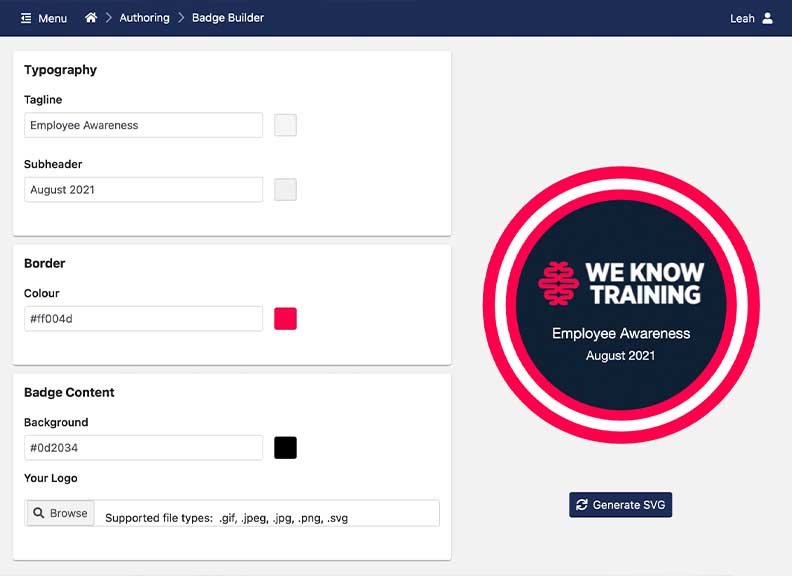 Menu Authoring Badge Builder Leah
Typography
Tagline
Employee Awareness
Subheader
August 2021
Border
Colour
#ff004d
Badge Content
Background
#0d2034
Your Logo
Browse Supported file types: .gif, .jpeg, .jpg, .png, .svg
WE KNOW
TRAINING
Employee Awareness
August 2021
Generate SVG